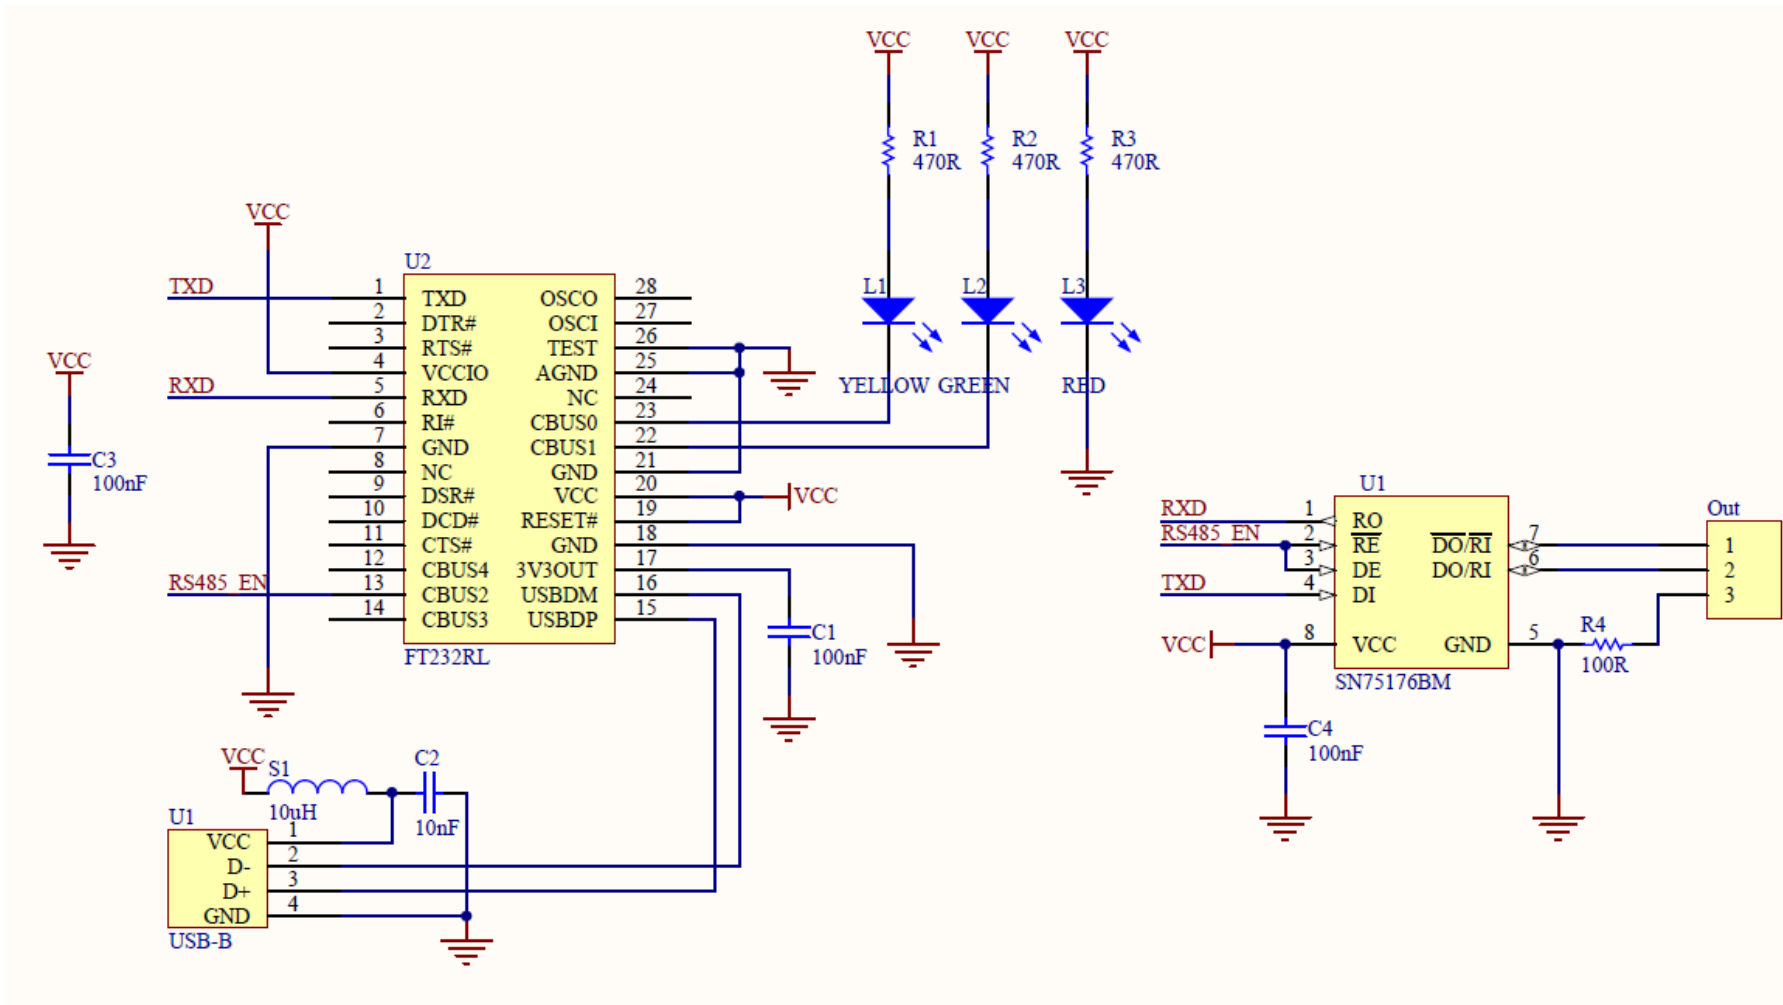 VCC VCC VCC
R1 R2 R3
470R 470R 470R
L1 L2 L3
YELLOW GREEN RED
VCC
U2
TXD 1 TXD OSCO 28
2 DTR# OSCI 27
3 RTS# TEST 26
4 VCCIO AGND 25
RXD 5 RXD NC 24
6 RI# CBUS0 23
7 GND CBUS1 22
8 NC GND 21
9 DSR# VCC 20 VCC
10 DCD# RESET# 19
11 CTS# GND 18
12 CBUS4 3V3OUT 17
RS485_EN 13 CBUS2 USBDM 16
14 CBUS3 USBDP 15
FT232RL
VCC
C3
100nF
C1
100nF
U1 Out
RXD 1 RO
RS485_EN 2 RE DO/RI 7 1
3 DE DO/RI 6 2
TXD 4 DI 3
VCC 8 VCC GND 5
R4
100R
SN75176BM
C4
100nF
VCC S1 C2
10uH 10nF
U1
VCC 1
D- 2
D+ 3
GND 4
USB-B